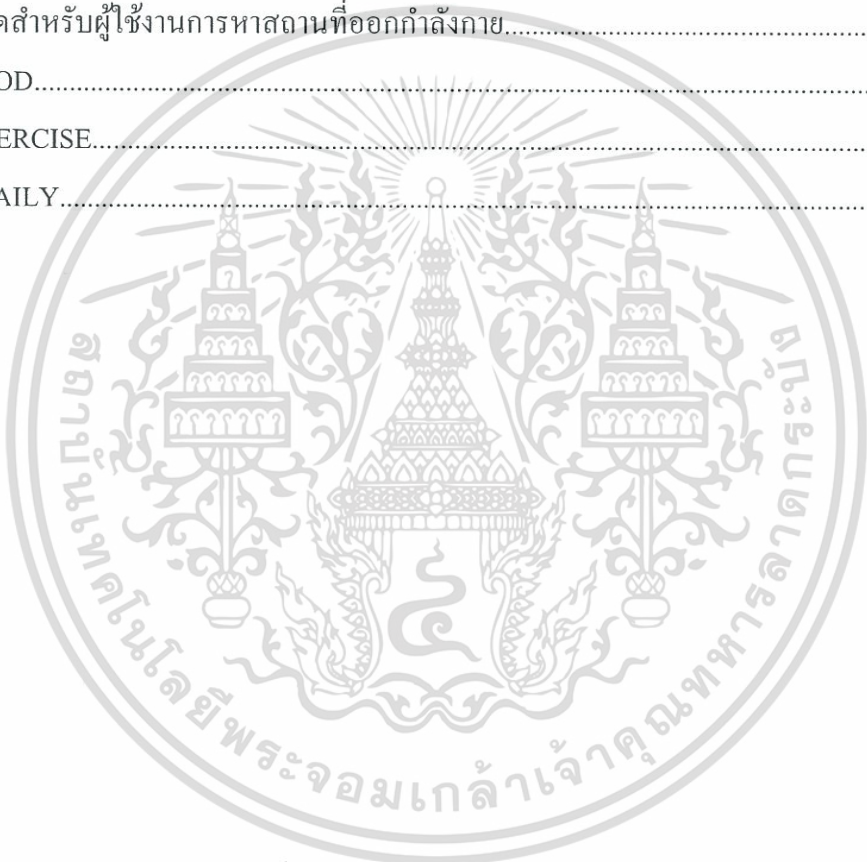 ดสำหรับผู้ใช้งานการหาสถานที่ออกกำลังกาย
OD
ERCISE
AILY
สถาบันเทคโนโลยีพระจอมเกล้าเจ้าคุณทหารลาดกระบัง
๔